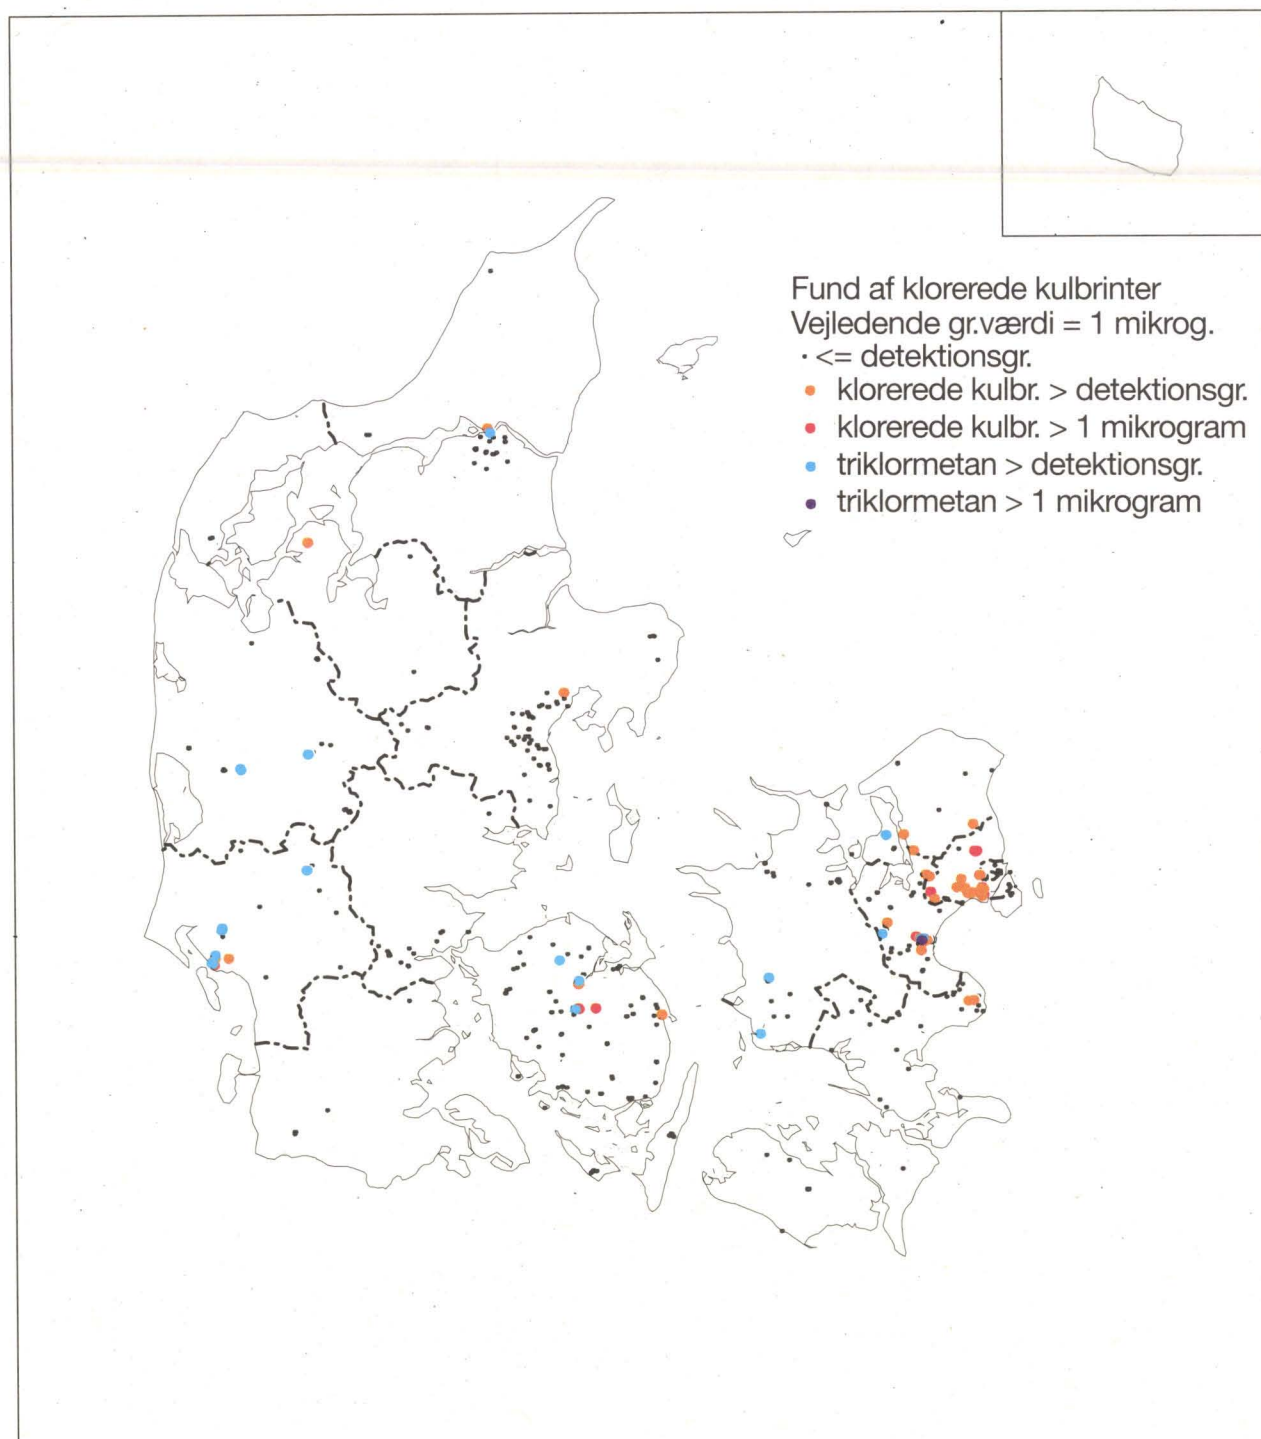 Fund af klorerede kulbrinter
Vejledende gr.værdi = 1 mikrog.
<= detektionsgr.
klorerede kulbr. > detektionsgr.
klorerede kulbr. > 1 mikrogram
triklormetan > detektionsgr.
triklormetan > 1 mikrogram